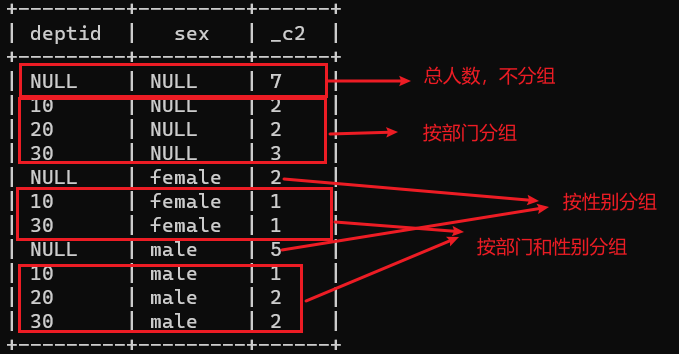 +----------+---------+------+
| deptid | sex | _c2 |
+----------+---------+------+
| NULL | NULL | 7 | 总人数，不分组
| 10 | NULL | 2 |
| 20 | NULL | 2 | 按部门分组
| 30 | NULL | 3 |
| NULL | female | 2 |
| 10 | female | 1 | 按性别分组
| 30 | female | 1 |
| NULL | male | 5 | 按部门和性别分组
| 10 | male | 1 |
| 20 | male | 2 |
| 30 | male | 2 |
+----------+---------+------+